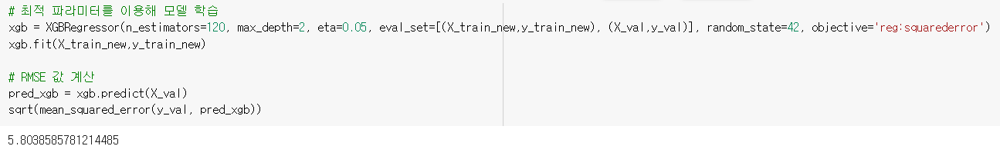 # 최적 파라미터를 이용해 모델 학습
xgb = XGBRegressor(n_estimators=120, max_depth=2, eta=0.05, eval_set=[(X_train_new,y_train_new), (X_val,y_val)], random_state=42, objective='reg:squarederror')
xgb.fit(X_train_new,y_train_new)
# RMSE 값 계산
pred_xgb = xgb.predict(X_val)
sqrt(mean_squared_error(y_val, pred_xgb))
5.8038585781214485